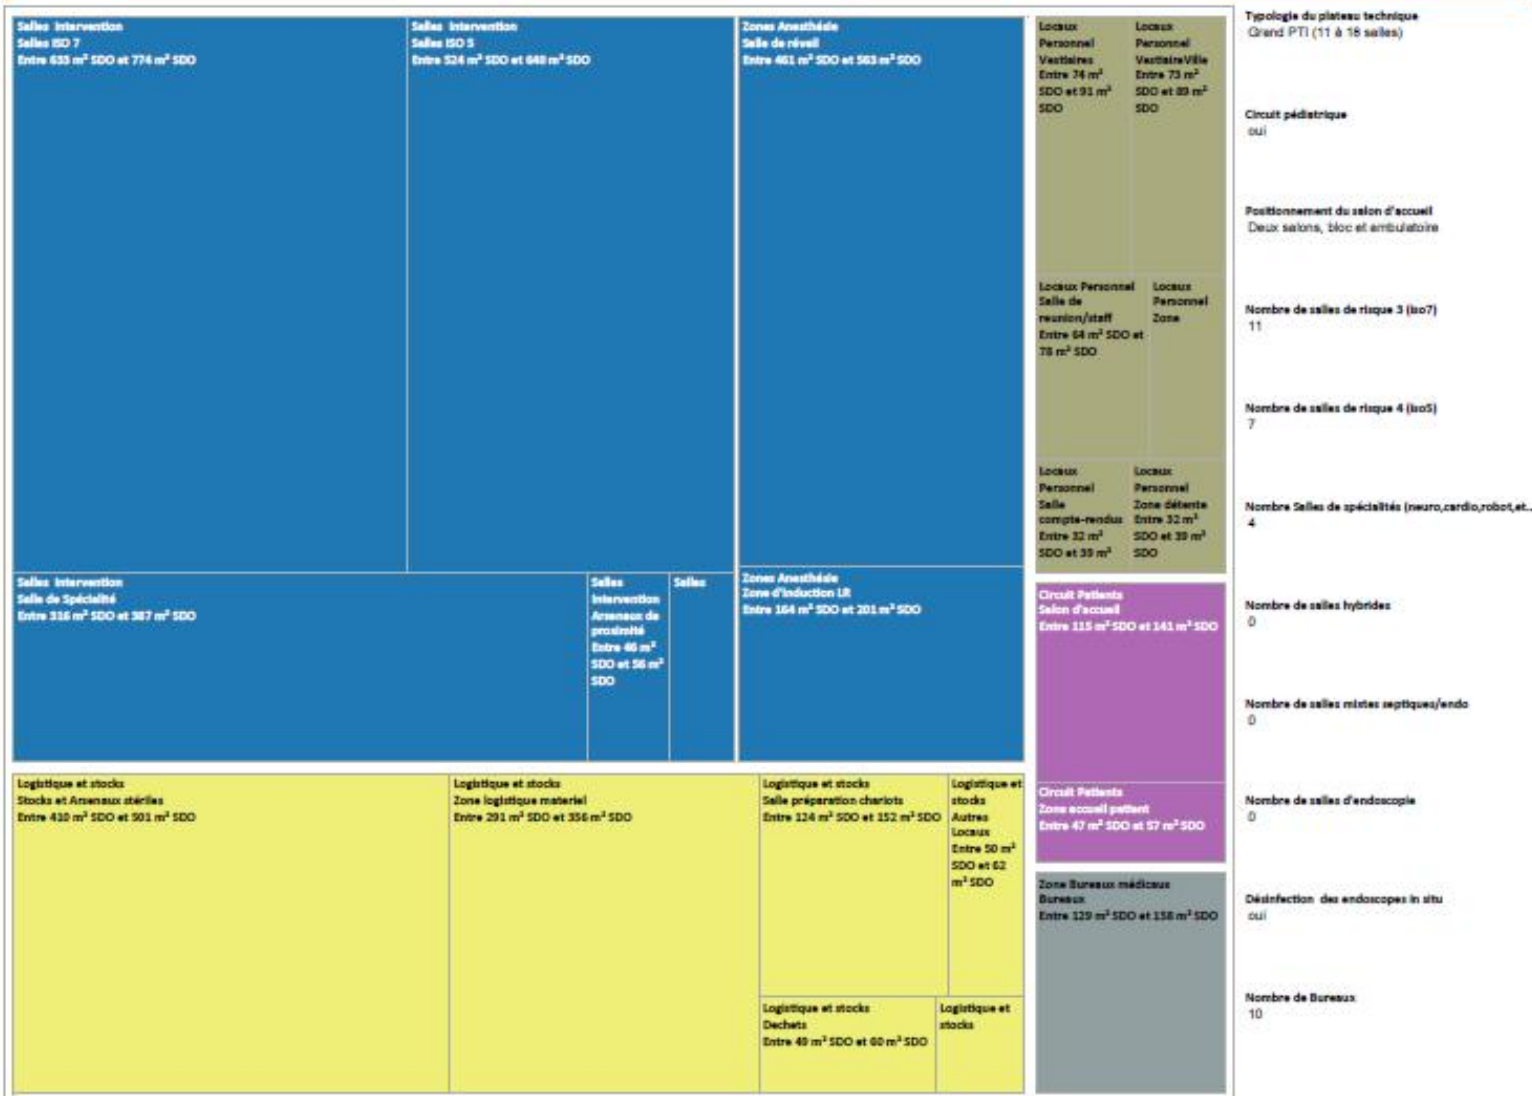 Salles Intervention
Salles ISO 7
Entre 633 m² SDO et 774 m² SDO
Salles Intervention
Salles ISO 5
Entre 524 m² SDO et 640 m² SDO
Zones Anesthésie
Salle de réveil
Entre 461 m² SDO et 563 m² SDO
Locaux
Personnel
Vestiaires
Entre 74 m²
SDO et 91 m²
SDO
Locaux
Personnel
VestiaireVille
Entre 73 m²
SDO et 89 m²
SDO
Locaux Personnel
Salle de
reunion/staff
Entre 64 m² SDO et
78 m² SDO
Locaux
Personnel
Zone
Locaux
Personnel
Salle
compte-rendus
Entre 32 m²
SDO et 39 m²
Locaux
Personnel
Zone détente
Entre 32 m²
SDO et 39 m²
SDO
Salles Intervention
Salle de Spécialité
Entre 316 m² SDO et 387 m² SDO
Salles
Intervention
Arsenaux de
proximité
Entre 46 m²
SDO et 56 m²
SDO
Salles
Zones Anesthésie
Zone d'induction LR
Entre 164 m² SDO et 201 m² SDO
Circuit Patients
Salon d'accueil
Entre 115 m² SDO et 141 m² SDO
Circuit Patients
Zone accueil patient
Entre 47 m² SDO et 57 m² SDO
Logistique et stocks
Stocks et Arsenaux stériles
Entre 410 m² SDO et 501 m² SDO
Logistique et stocks
Zone logistique materiel
Entre 291 m² SDO et 356 m² SDO
Logistique et stocks
Salle préparation chariots
Entre 124 m² SDO et 152 m² SDO
Logistique et
stocks
Autres
Locaux
Entre 50 m²
SDO et 62
m² SDO
Logistique et stocks
Dechets
Entre 49 m² SDO et 60 m² SDO
Logistique et
stocks
Zone Bureaux médicaux
Bureaux
Entre 129 m² SDO et 158 m² SDO
Typologie du plateau technique
Grand PTI (11 à 18 salles)
Circuit pédiatrique
oui
Positionnement du salon d'accueil
Deux salons, bloc et ambulatoire
Nombre de salles de risque 3 (iso7)
11
Nombre de salles de risque 4 (iso5)
7
Nombre Salles de spécialités (neuro,cardio,robot,et..
4
Nombre de salles hybrides
0
Nombre de salles mixtes septiques/endo
0
Nombre de salles d'endoscopie
0
Désinfection des endoscopes in situ
oui
Nombre de Bureaux
10